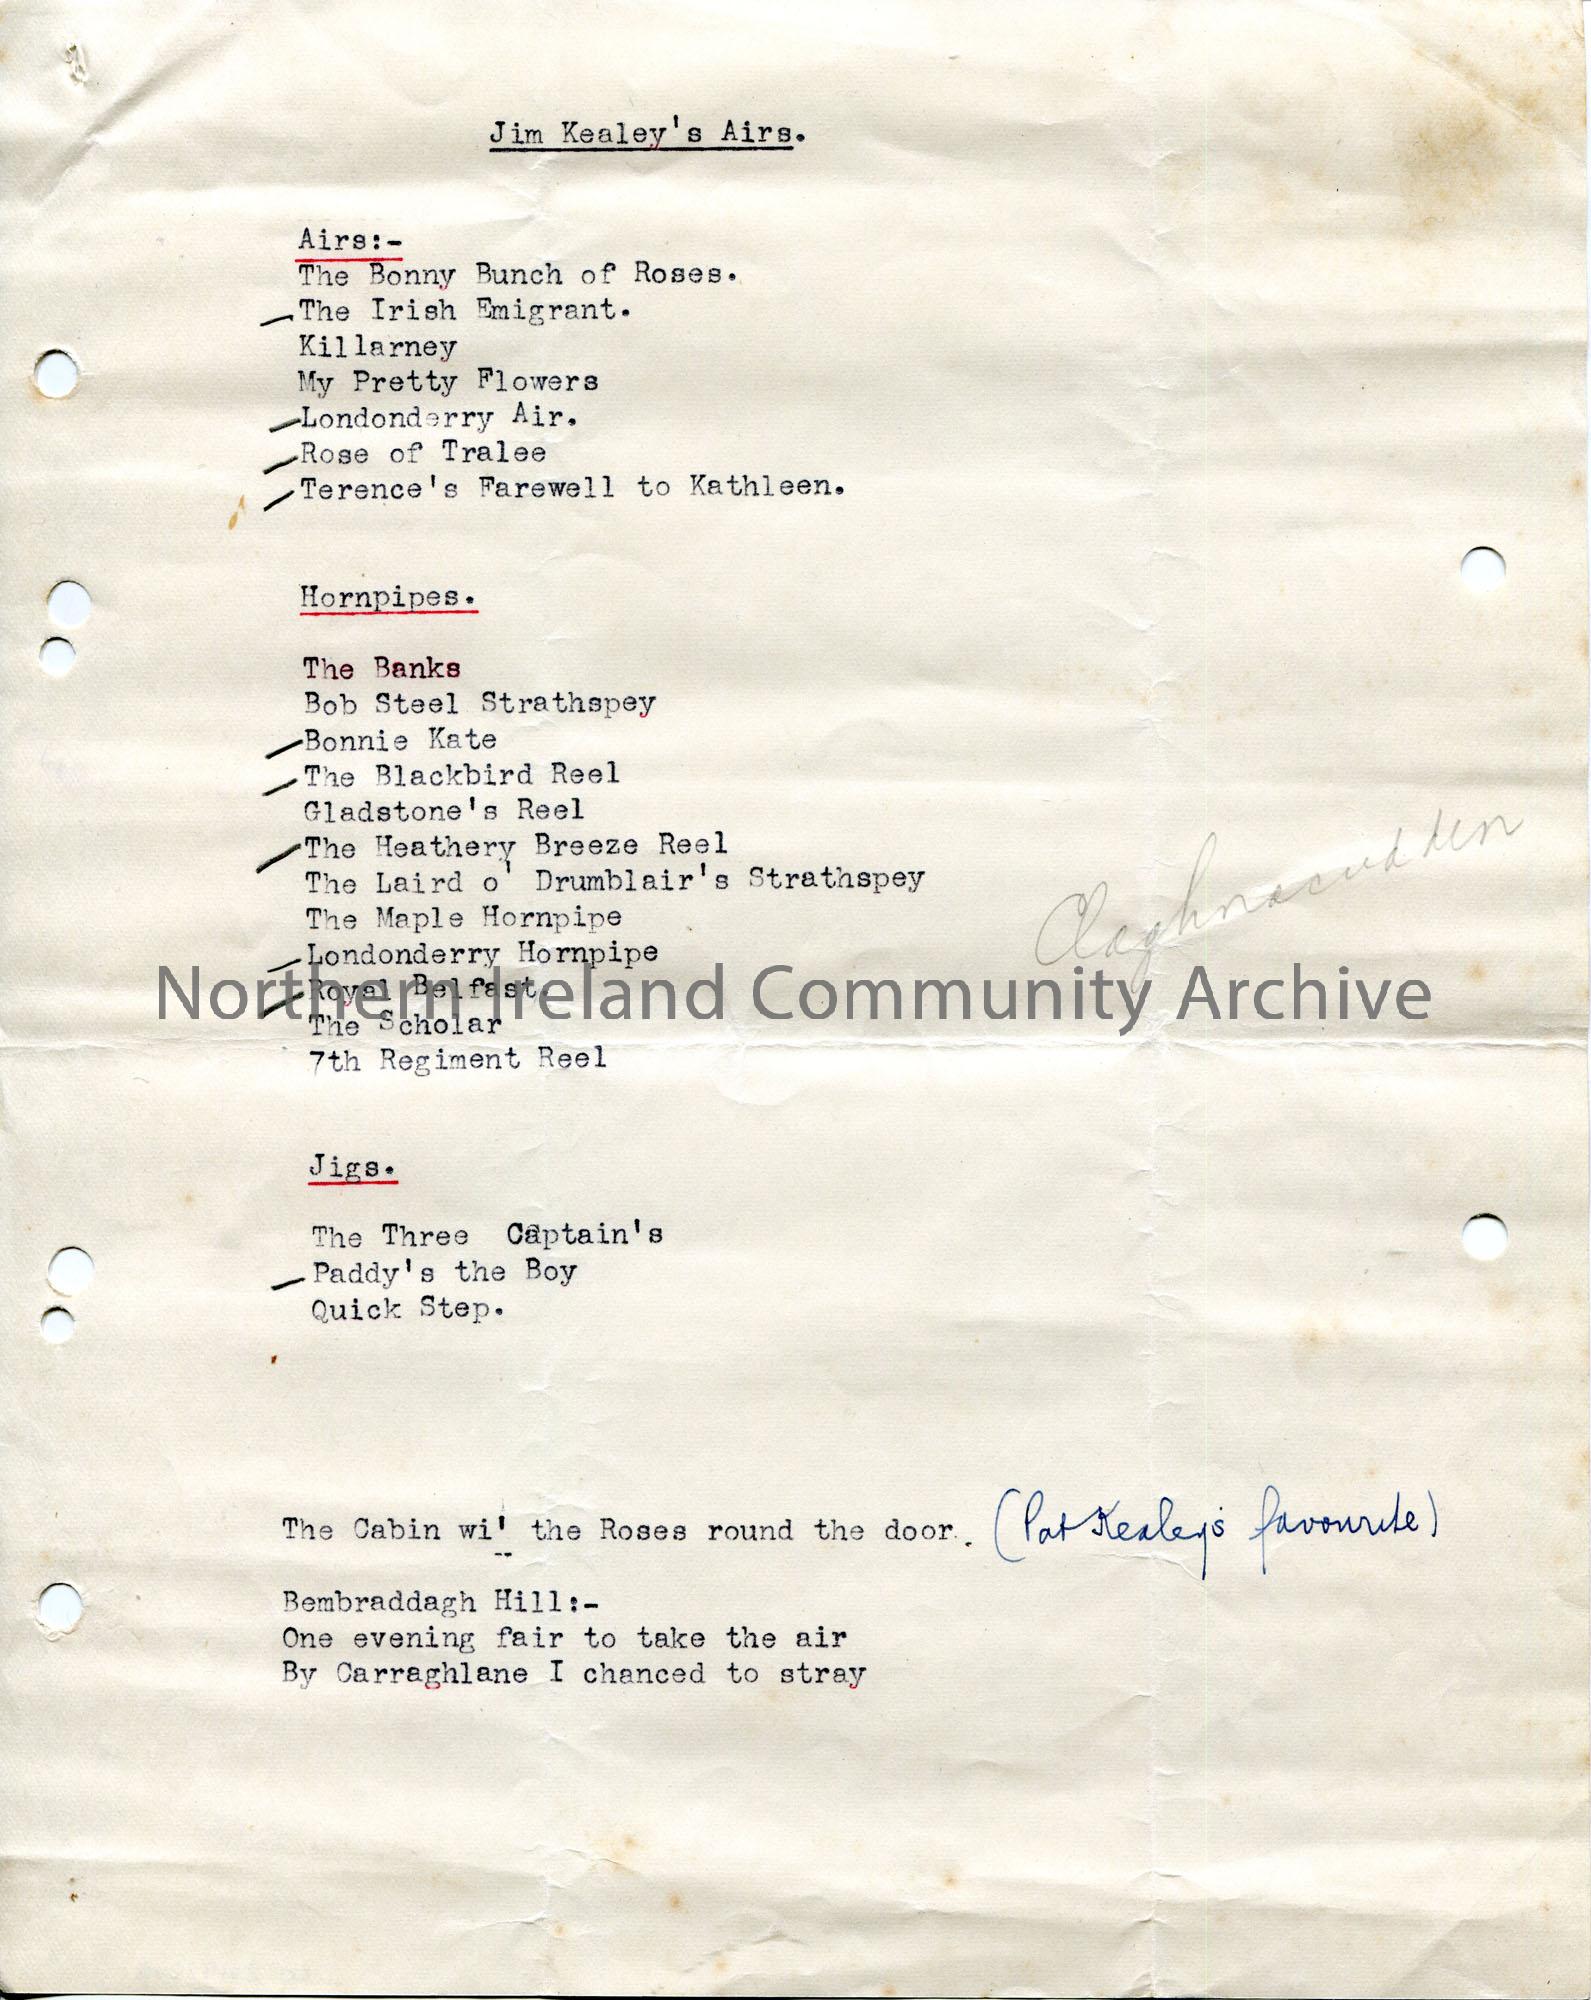 Jim Kealey's Airs.
Airs:-
The Bonny Bunch of Roses.
The Irish Emigrant.
Killarney
My Pretty Flowers
Londonderry Air.
Rose of Tralee
Terence's Farewell to Kathleen.
Hornpipes.
The Banks
Bob Steel Strathspey
Bonnie Kate
The Blackbird Reel
Gladstone's Reel
The Heathery Breeze Reel
The Laird o' Drumblair's Strathspey
The Maple Hornpipe
Londonderry Hornpipe
Royal Belfast
The Scholar
7th Regiment Reel
Northern Ireland Community Archive
Jigs.
The Three Captain's
Paddy's the Boy
Quick Step.
The Cabin wi' the Roses round the door. (Pat Kealey's favourite)
Bembraddagh Hill:-
One evening fair to take the air
By Carraghlane I chanced to stray